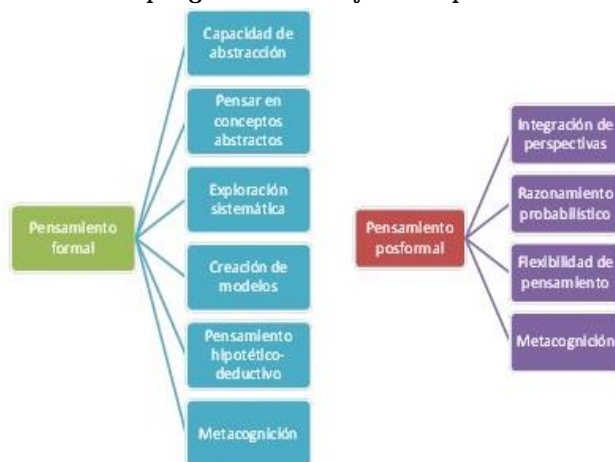 Capacidad de
abstracción
Pensar en
conceptos
abstractos
Exploración
sistemática
Pensamiento
formal
Creación de
modelos
Pensamiento
hipotético-
deductivo
Metacognición
Integración de
perspectivas
Razonamiento
probabilístico
Pensamiento
posformal
Flexibilidad de
pensamiento
Metacognición